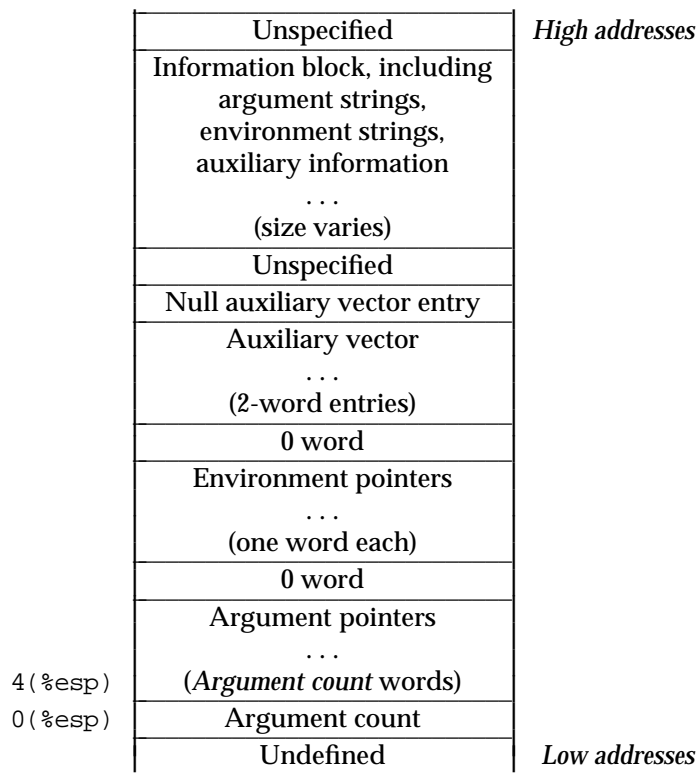 Unspecified High addresses
Information block, including
argument strings,
environment strings,
auxiliary information
. . .
(size varies)
Unspecified
Null auxiliary vector entry
Auxiliary vector
. . .
(2-word entries)
0 word
Environment pointers
. . .
(one word each)
0 word
Argument pointers
. . .
4(%esp) (Argument count words)
0(%esp) Argument count
Undefined Low addresses